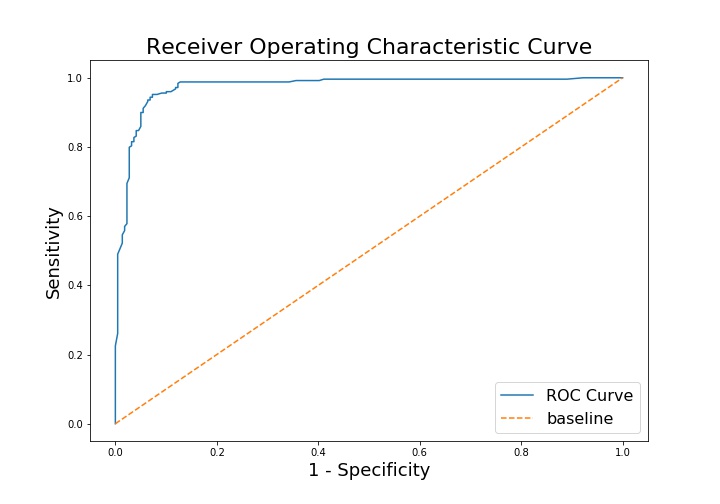 Receiver Operating Characteristic Curve
Sensitivity
1.0
0.8
0.6
0.4
0.2
0.0
0.0 0.2 0.4 0.6 0.8 1.0
1 - Specificity
ROC Curve
baseline